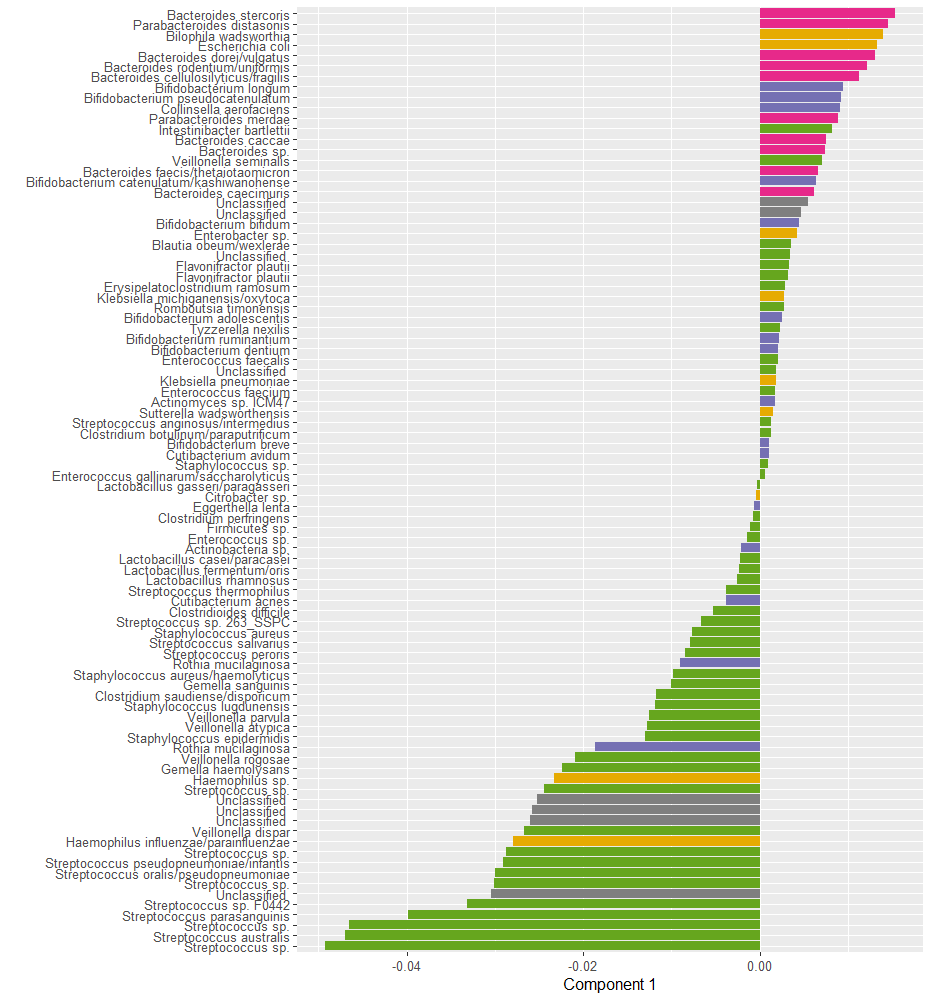 Bacteroides stercoris
Parabacteroides distasonis
Bilophila wadsworthia
Escherichia coli
Bacteroides dorei/vulgatus
Bacteroides rodentium/uniformis
Bacteroides cellulosilyticus/fragilis
Bifidobacterium longum
Bifidobacterium pseudocatenulatum
Collinsella aerofaciens
Parabacteroides merdae
Intestinibacter bartlettii
Bacteroides caccae
Bacteroides sp.
Veillonella seminalis
Bacteroides faecis/thetaiotaomicron
Bifidobacterium catenulatum/kashiwanohense
Bacteroides caecimuris
Unclassified
Unclassified
Bifidobacterium bifidum
Enterobacter sp.
Blautia obeum/wexlerae
Unclassified
Flavonifractor plautii
Flavonifractor plautii
Erysipelatoclostridium ramosum
Klebsiella michiganensis/oxytoca
Romboutsia timonensis
Bifidobacterium adolescentis
Tyzzerella nexilis
Bifidobacterium ruminantium
Bifidobacterium dentium
Enterococcus faecalis
Unclassified
Klebsiella pneumoniae
Enterococcus faecium
Actinomyces sp. ICM47
Sutterella wadsworthensis
Streptococcus anginosus/intermedius
Clostridium botulinum/paraputrificum
Bifidobacterium breve
Cutibacterium avidum
Staphylococcus sp.
Enterococcus gallinarum/saccharolyticus
Lactobacillus gasseri/paragasseri
Citrobacter sp.
Eggerthella lenta
Clostridium perfringens
Firmicutes sp.
Enterococcus sp.
Actinobacteria sp.
Lactobacillus casei/paracasei
Lactobacillus fermentum/oris
Lactobacillus rhamnosus
Streptococcus thermophilus
Cutibacterium acnes
Clostridioides difficile
Streptococcus sp. 263_SSPC
Staphylococcus aureus
Streptococcus salivarius
Streptococcus peroris
Rothia mucilaginosa
Staphylococcus aureus/haemolyticus
Gemella sanguinis
Clostridium saudiense/disporicum
Staphylococcus lugdunensis
Veillonella parvula
Veillonella atypica
Staphylococcus epidermidis
Rothia mucilaginosa
Veillonella rogosae
Gemella haemolysans
Haemophilus sp.
Streptococcus sp.
Unclassified
Unclassified
Unclassified
Veillonella dispar
Haemophilus influenzae/parainfluenzae
Streptococcus sp.
Streptococcus pseudopneumoniae/infantis
Streptococcus oralis/pseudopneumoniae
Streptococcus sp.
Unclassified
Streptococcus sp. F0442
Streptococcus parasanguinis
Streptococcus sp.
Streptococcus australis
Streptococcus sp.
-0.04 -0.02 0.00
Component 1